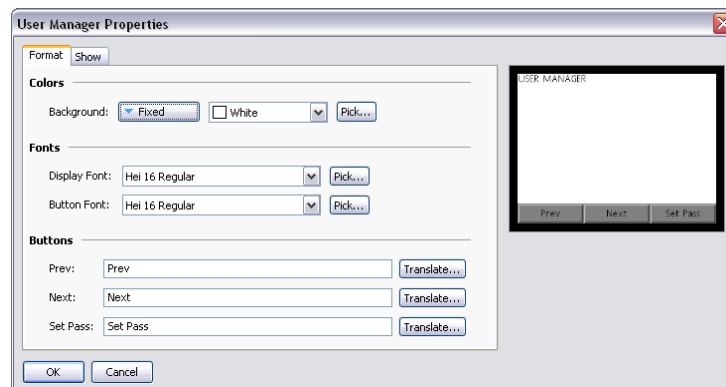 User Manager Properties
Format Show
Colors
Background: Fixed White Pick...
Fonts
Display Font: Hei 16 Regular Pick...
Button Font: Hei 16 Regular Pick...
Buttons
Prev: Prev Translate...
Next: Next Translate...
Set Pass: Set Pass Translate...
OK Cancel
USER MANAGER
Prev Next Set Pass